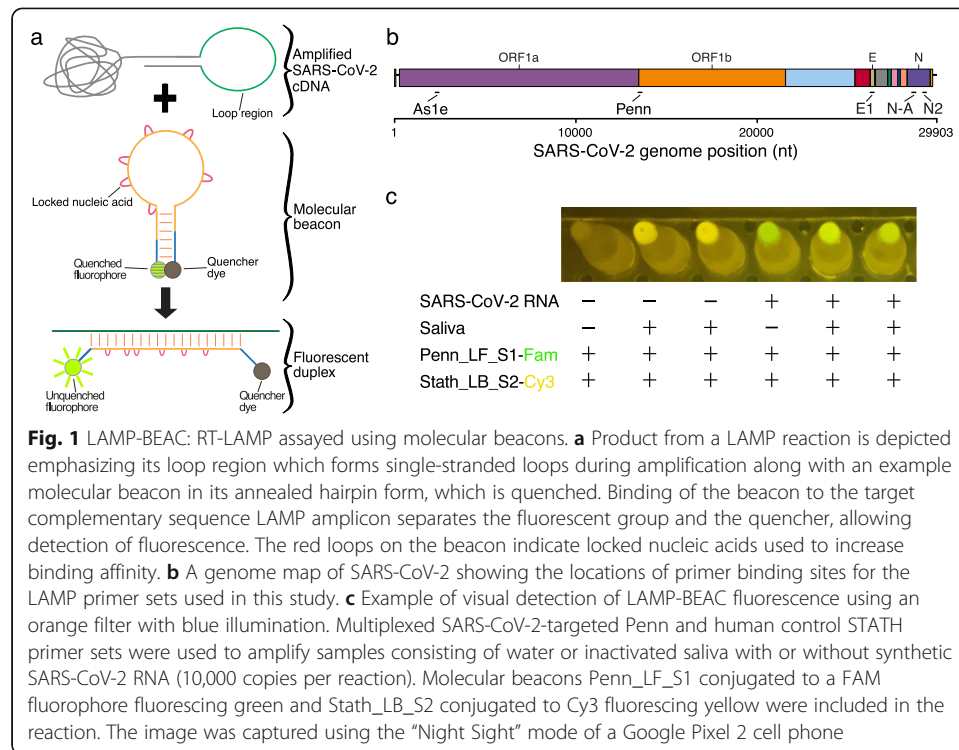 a
Amplified
SARS-CoV-2
cDNA
Loop region
Locked nucleic acid
Molecular
beacon
Quenched
fluorophore
Quencher
dye
Fluorescent
duplex
Unquenched
fluorophore
Quencher
dye
b
ORF1a
ORF1b
E
N
As1e
Penn
E1
N-A
N2
1
10000
20000
29903
SARS-CoV-2 genome position (nt)
c
SARS-CoV-2 RNA − − − + + +
Saliva − + + − + +
Penn_LF_S1-Fam + + + + + +
Stath_LB_S2-Cy3 + + + + + +
Fig. 1 LAMP-BEAC: RT-LAMP assayed using molecular beacons. a Product from a LAMP reaction is depicted
emphasizing its loop region which forms single-stranded loops during amplification along with an example
molecular beacon in its annealed hairpin form, which is quenched. Binding of the beacon to the target
complementary sequence LAMP amplicon separates the fluorescent group and the quencher, allowing
detection of fluorescence. The red loops on the beacon indicate locked nucleic acids used to increase
binding affinity. b A genome map of SARS-CoV-2 showing the locations of primer binding sites for the
LAMP primer sets used in this study. c Example of visual detection of LAMP-BEAC fluorescence using an
orange filter with blue illumination. Multiplexed SARS-CoV-2-targeted Penn and human control STATH
primer sets were used to amplify samples consisting of water or inactivated saliva with or without synthetic
SARS-CoV-2 RNA (10,000 copies per reaction). Molecular beacons Penn_LF_S1 conjugated to a FAM
fluorophore fluorescing green and Stath_LB_S2 conjugated to Cy3 fluorescing yellow were included in the
reaction. The image was captured using the “Night Sight” mode of a Google Pixel 2 cell phone